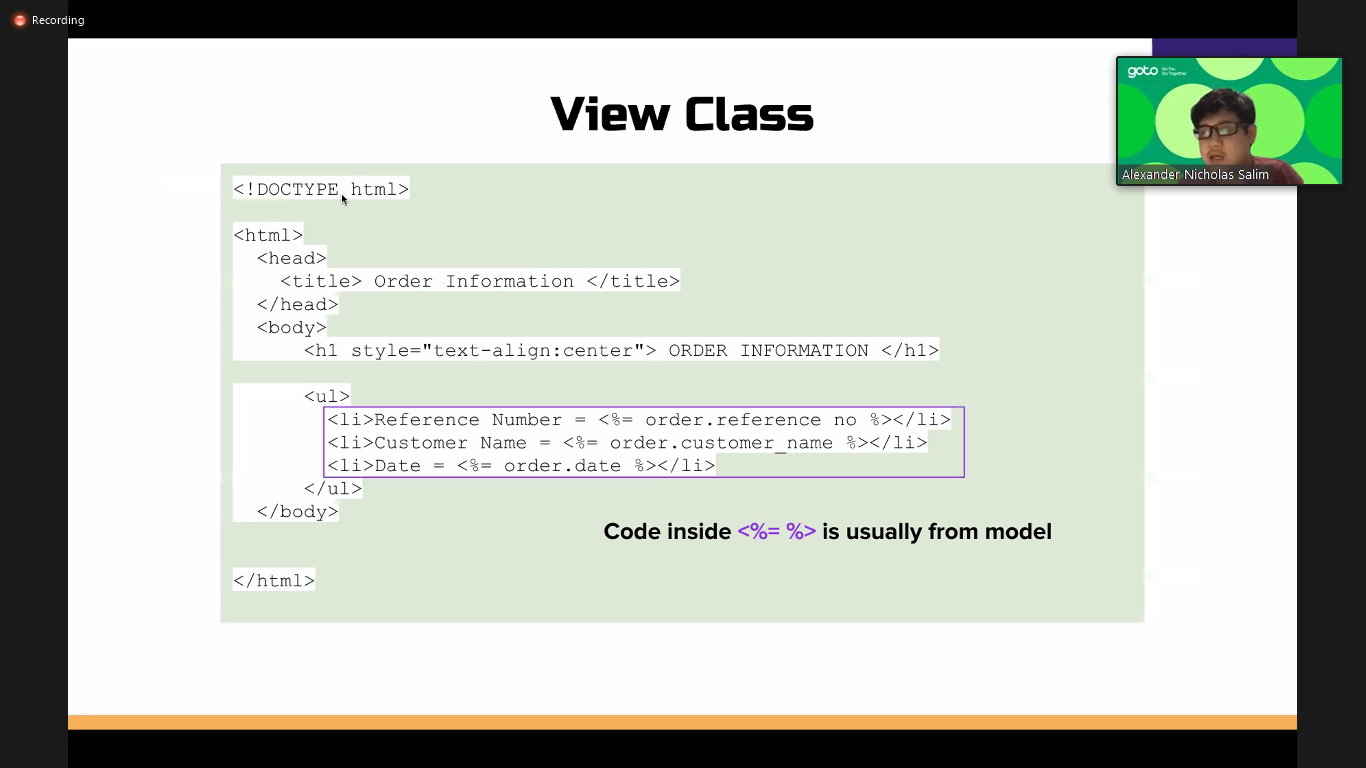 Recording
View Class
goto
Alexander Nicholas Salim
<!DOCTYPE html>
<html>
<head>
<title> Order Information </title>
</head>
<body>
<h1 style="text-align:center"> ORDER INFORMATION </h1>
<ul>
<li>Reference Number = <%= order.reference no %></li>
<li>Customer Name = <%= order.customer_name %></li>
<li>Date = <%= order.date %></li>
</ul>
</body>
Code inside <%= %> is usually from model
</html>